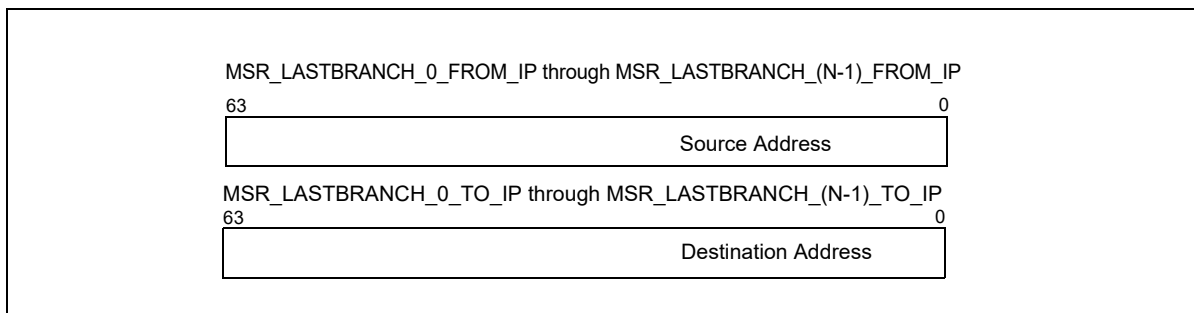 MSR_LASTBRANCH_0_FROM_IP through MSR_LASTBRANCH_(N-1)_FROM_IP
63 0
Source Address
MSR_LASTBRANCH_0_TO_IP through MSR_LASTBRANCH_(N-1)_TO_IP
63 0
Destination Address